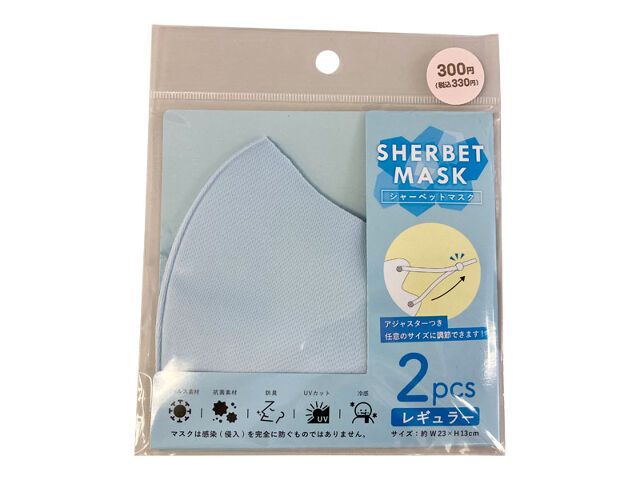 300円
(税込330円)
SHERBET
MASK
シャーベットマスク
アジャスターつき
任意のサイズに調節できます!!
2pcs
レギュラー
サイズ:約W23×H13cm
ルス素材 抗菌素材 防臭 UVカット 冷感
UV
マスクは感染(侵入)を完全に防ぐものではありません。